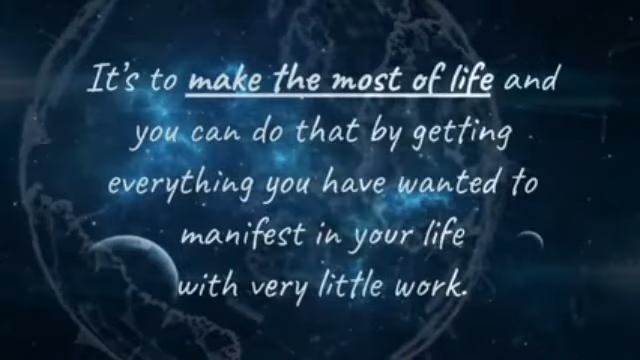 It's to make the most of life and
you can do that by getting
everything you have wanted to
manifest in your life
with very little work.